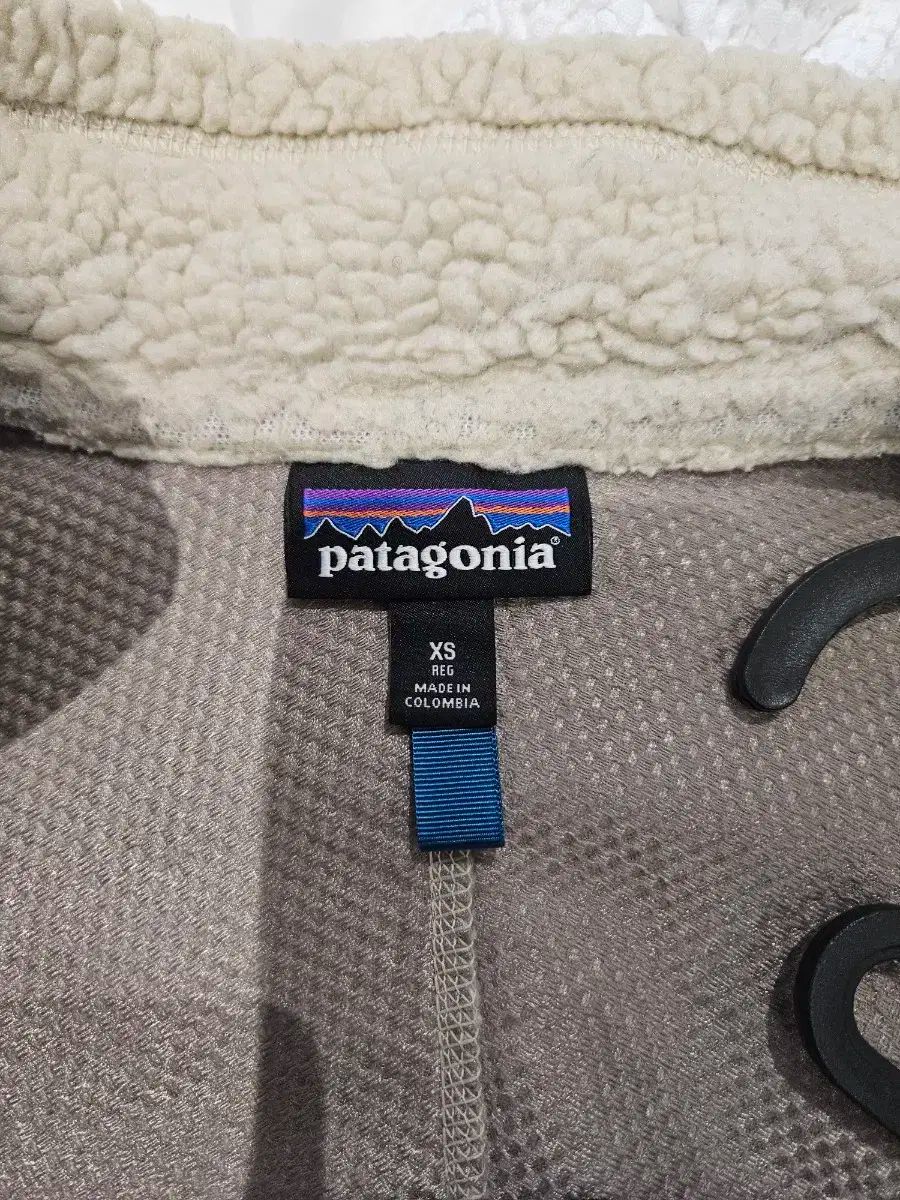 patagonia®
XS
REG
MADE IN
COLOMBIA